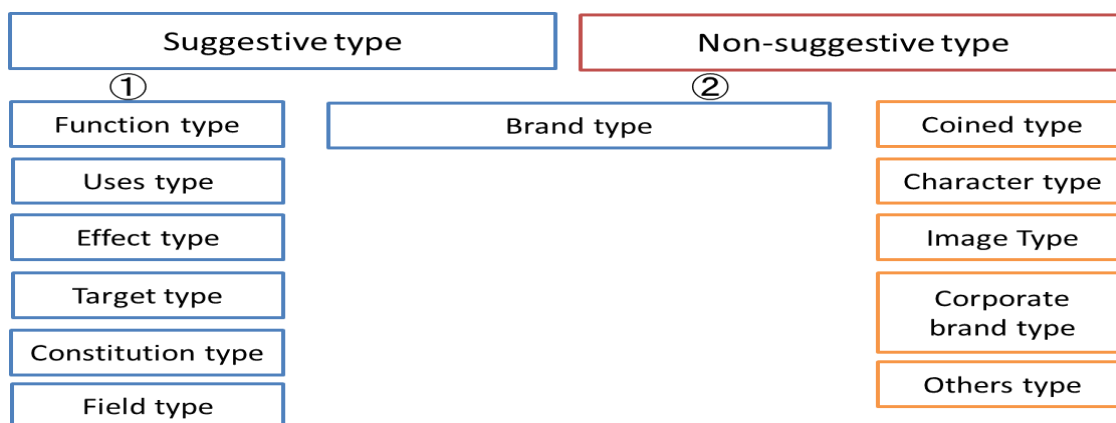 Suggestive type
Non-suggestive type
①
②
Function type
Brand type
Coined type
Uses type
Character type
Effect type
Image Type
Target type
Corporate
brand type
Constitution type
Others type
Field type